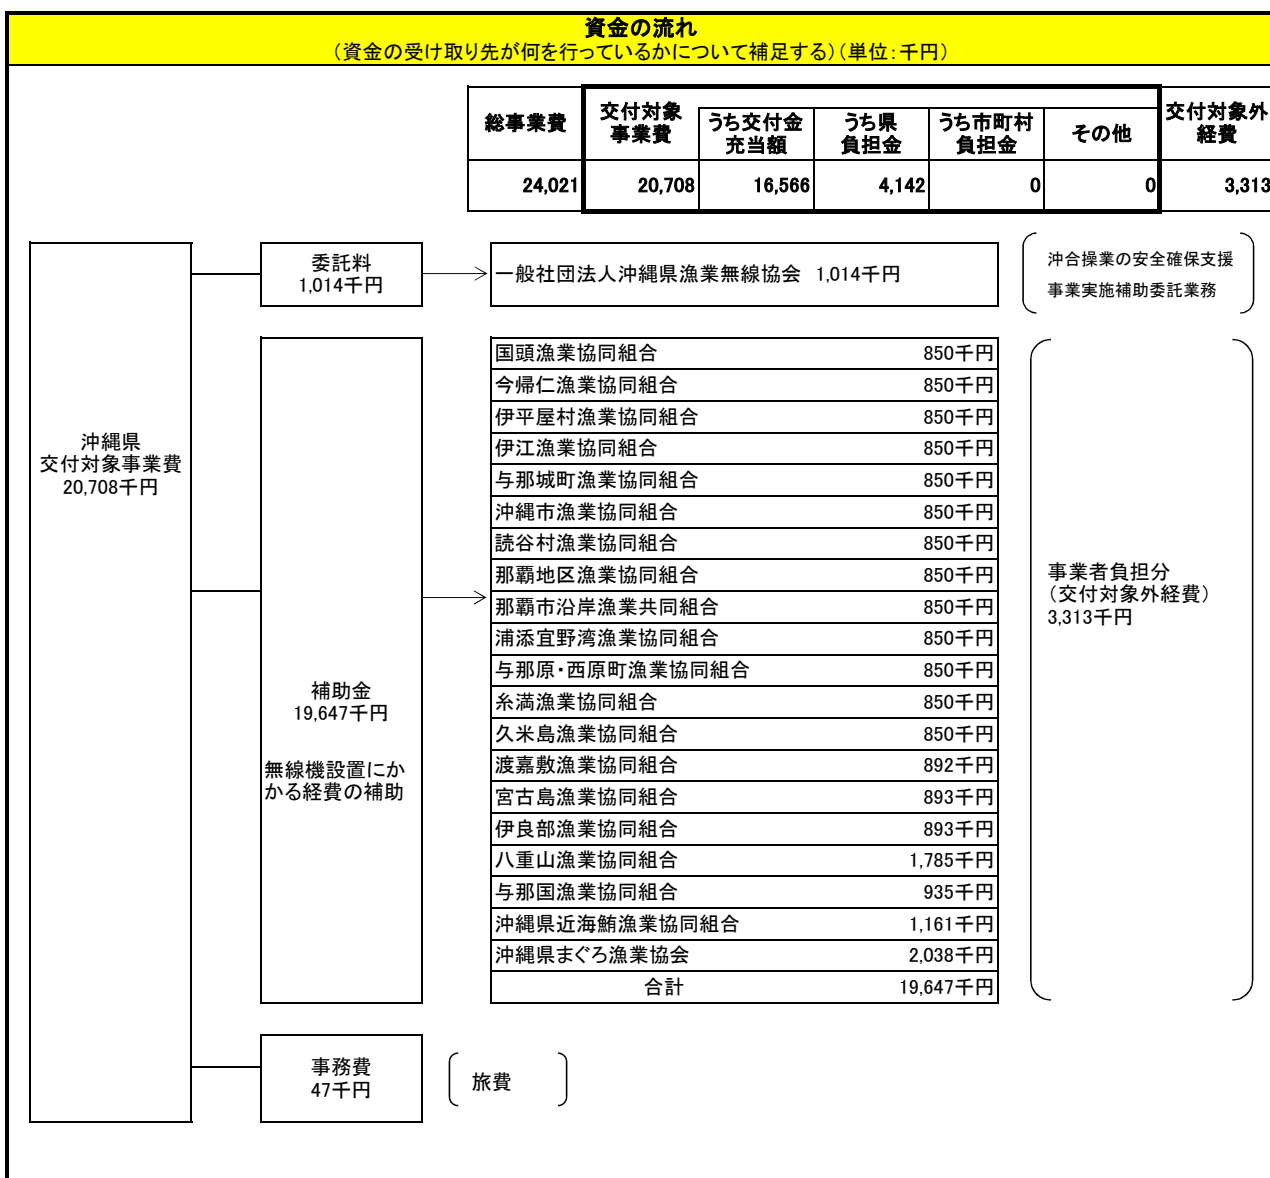 資金の流れ
（資金の受け取り先が何を行っているかについて補足する）（単位：千円）
総事業費
交付対象
事業費
うち交付金
充当額
うち県
負担金
うち市町村
負担金
その他
交付対象外
経費
24,021
20,708
16,566
4,142
0
0
3,313
委託料
1,014千円
一般社団法人沖縄県漁業無線協会 1,014千円
沖合操業の安全確保支援
事業実施補助委託業務
沖縄県
交付対象事業費
20,708千円
補助金
19,647千円
無線機設置にか
かる経費の補助
国頭漁業協同組合 850千円
今帰仁漁業協同組合 850千円
伊平屋村漁業協同組合 850千円
伊江漁業協同組合 850千円
与那城町漁業協同組合 850千円
沖縄市漁業協同組合 850千円
読谷村漁業協同組合 850千円
那覇地区漁業協同組合 850千円
那覇市沿岸漁業共同組合 850千円
浦添宜野湾漁業協同組合 850千円
与那原・西原町漁業協同組合 850千円
糸満漁業協同組合 850千円
久米島漁業協同組合 850千円
渡嘉敷漁業協同組合 892千円
宮古島漁業協同組合 893千円
伊良部漁業協同組合 893千円
八重山漁業協同組合 1,785千円
与那国漁業協同組合 935千円
沖縄県近海鮪漁業協同組合 1,161千円
沖縄県まぐろ漁業協会 2,038千円
合計 19,647千円
事業者負担分
（交付対象外経費）
3,313千円
事務費
47千円
旅費